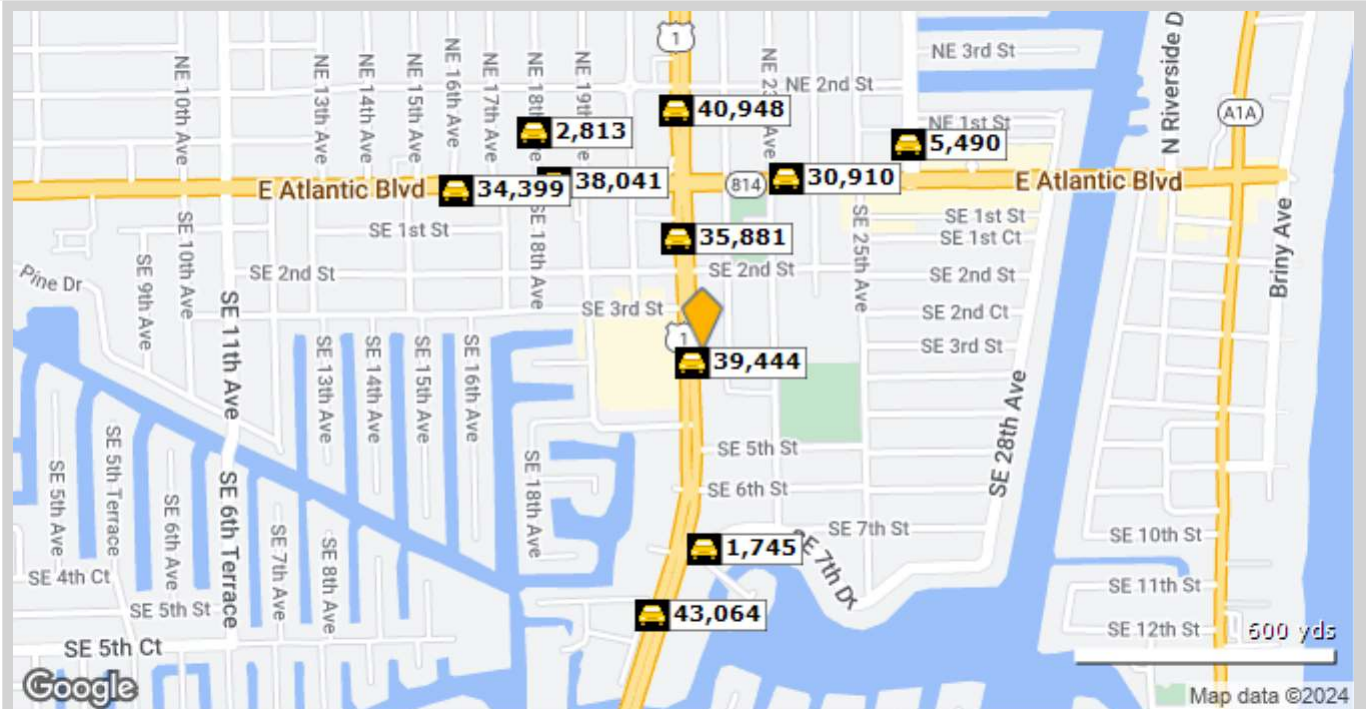 1
NE 3rd St
N Riverside D
NE 10th Ave
NE 13th Ave
NE 14th Ave
NE 15th Ave
NE 16th Ave
NE 17th Ave
NE 18th
NE 19th
NE 2nd St
40,948
A1A
2,813
NE 1st St
5,490
E Atlantic Blvd
34,399
38,041
814
30,910
E Atlantic Blvd
SE 1st St
35,881
SE 1st St
SE 1st Ct
SE 9th Ave
SE 10th Ave
SE 18th Ave
SE 25th Ave
Briny Ave
Pine Dr
SE 2nd St
SE 2nd St
SE 2nd St
SE 11th Ave
SE 3rd St
SE 2nd Ct
1
SE 3rd St
39,444
SE 13th Ave
SE 14th Ave
SE 15th Ave
SE 16th Ave
SE 28th Ave
SE 5th St
SE 5th Ave
SE 5th Terrace
SE 6th Ave
SE 6th Terrace
SE 7th Ave
SE 8th Ave
SE 18th Ave
SE 6th St
SE 7th St
SE 10th St
1,745
SE 7th Dr
SE 4th Ct
SE 11th St
SE 5th St
43,064
SE 12th St
600 yds
SE 5th Ct
Google
Map data ©2024